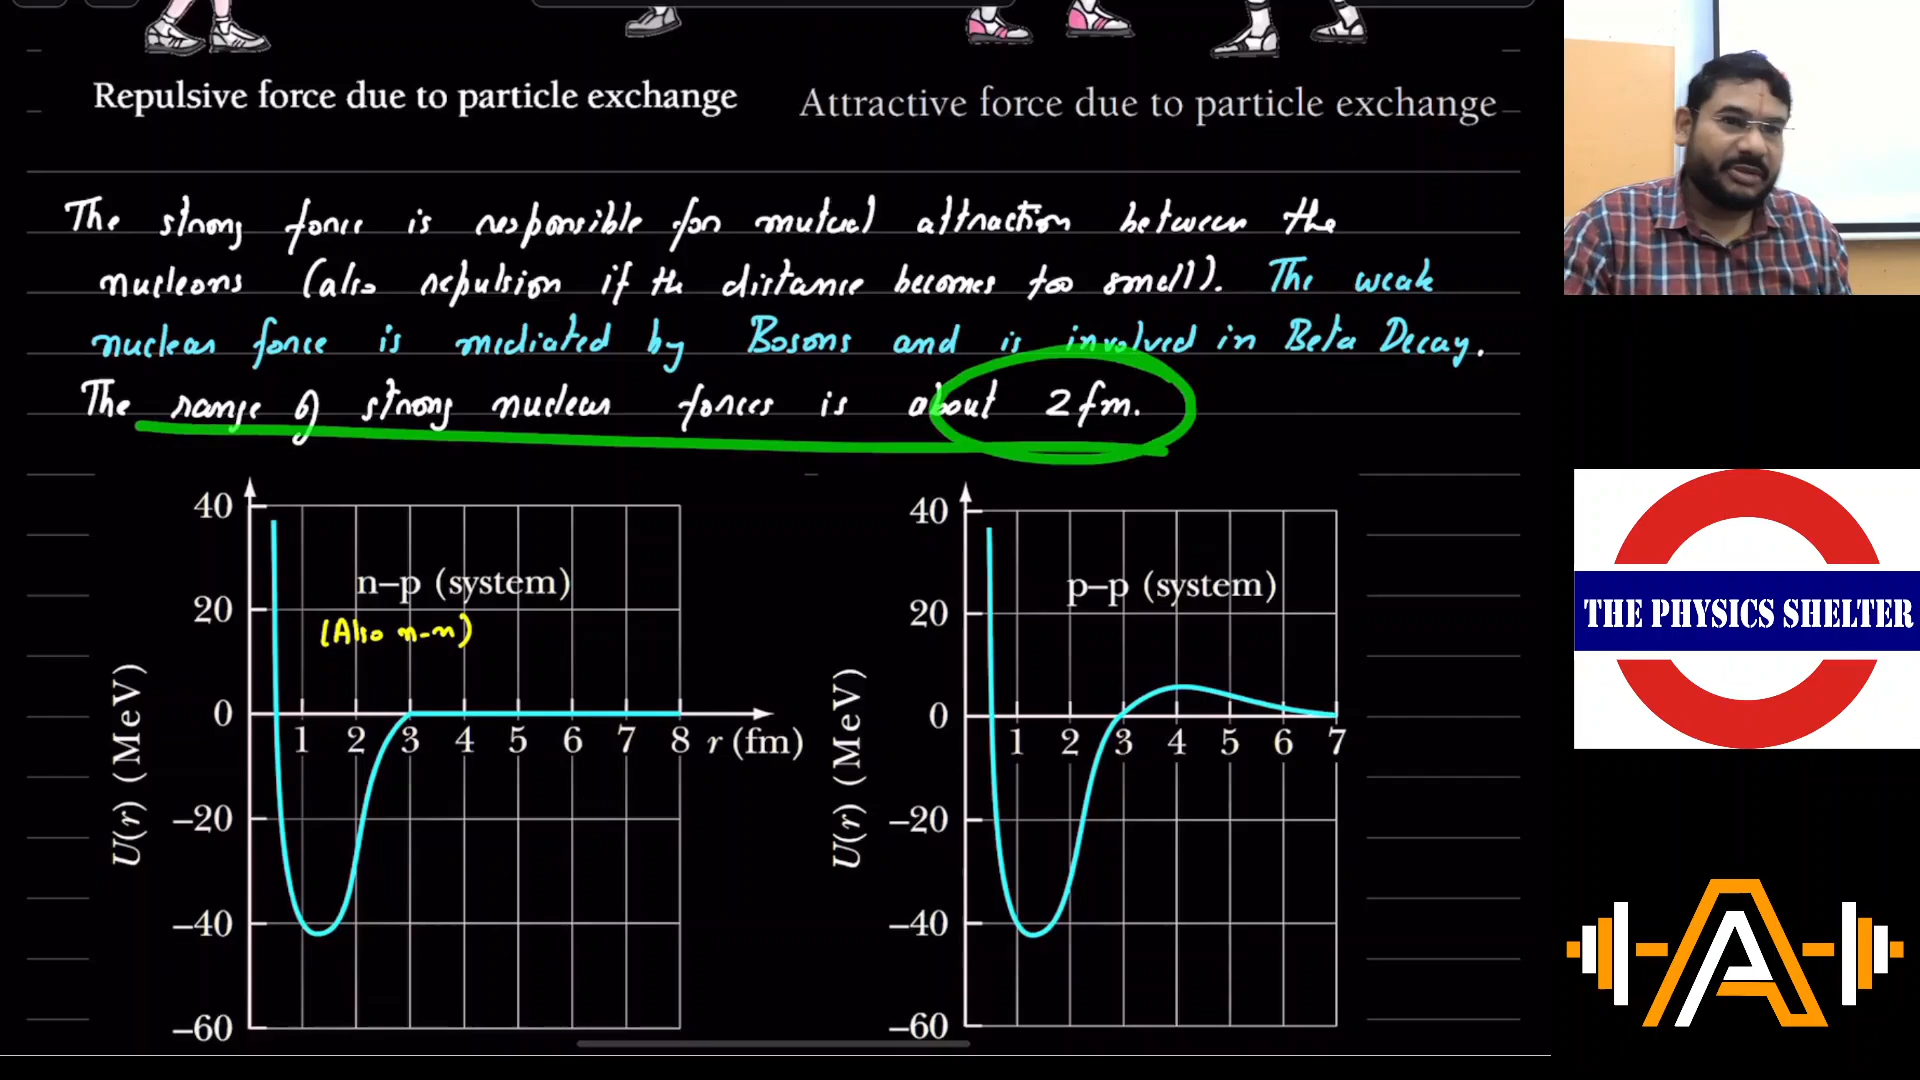 Repulsive force due to particle exchange
Attractive force due to particle exchange
The strong force is responsible for mutual attraction between the
nucleons (also repulsion if the distance becomes too small). The weak
nuclear force is mediated by Bosons and is involved in Beta Decay.
The range of strong nuclear forces is about 2 fm.
40
20
0
-20
-40
-60
U(r) (MeV)
n–p (system)
(Also n-n)
1 2 3 4 5 6 7 8 r (fm)
40
20
0
-20
-40
-60
U(r) (MeV)
p–p (system)
1 2 3 4 5 6 7
THE PHYSICS SHELTER
A